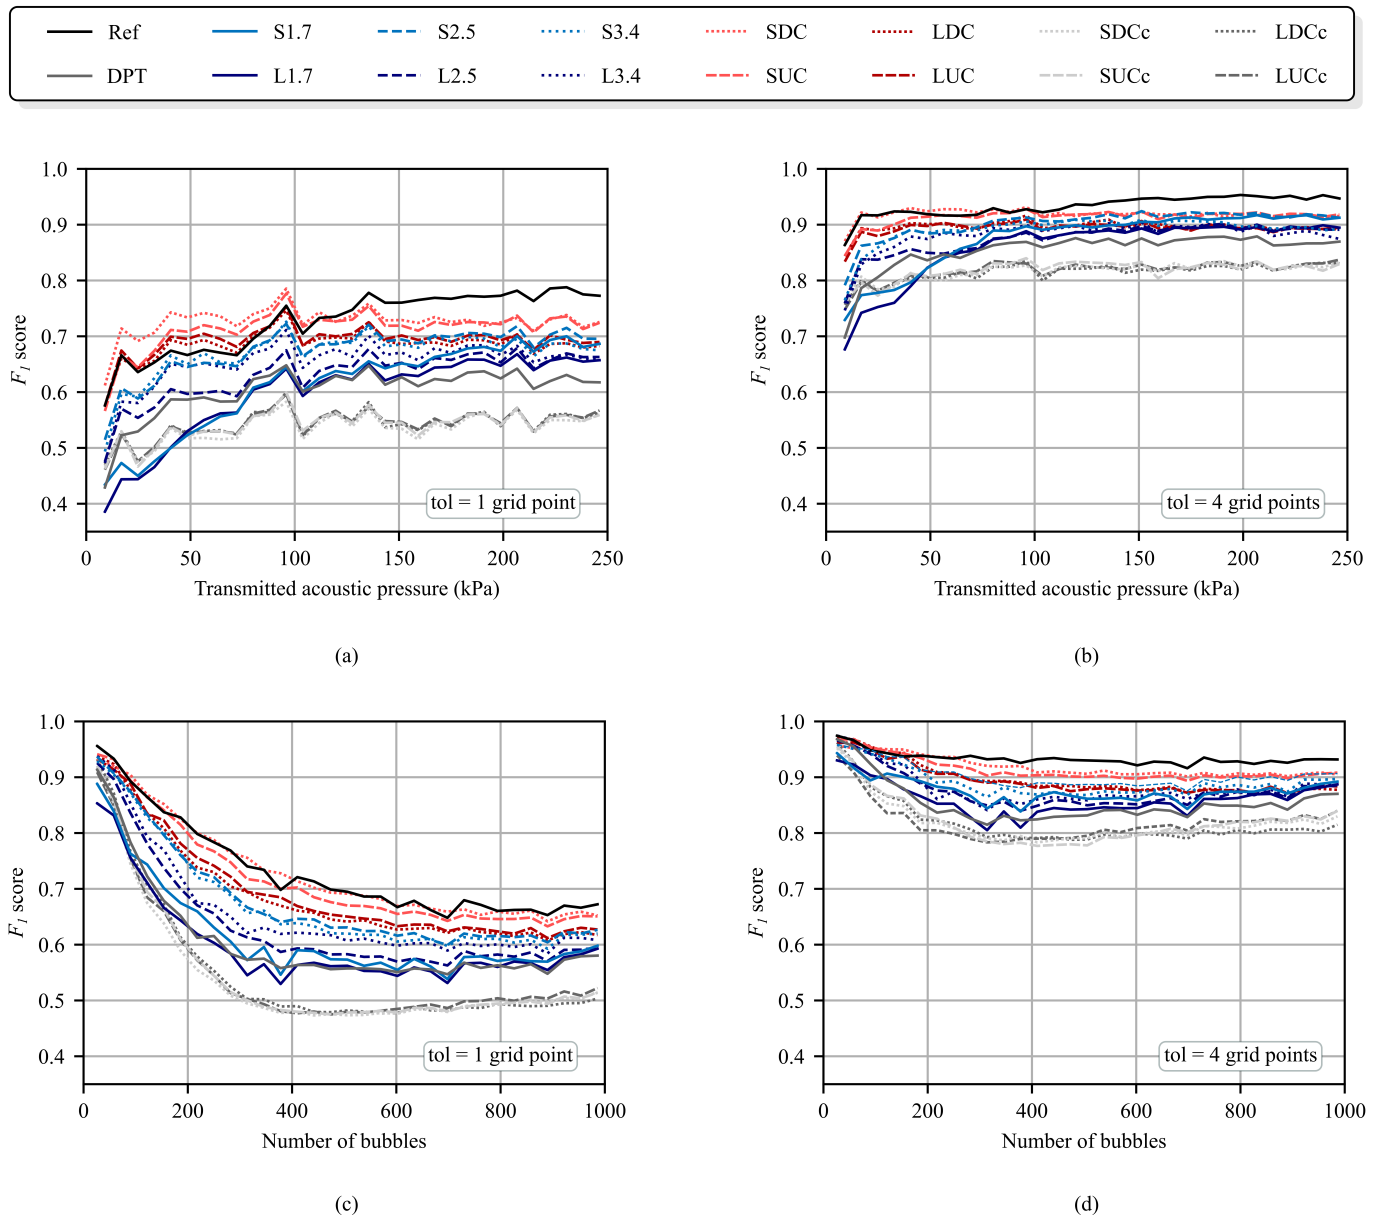 Ref S1.7 S2.5 S3.4 SDC LDC SDCc LDCc
DPT L1.7 L2.5 L3.4 SUC LUC SUCc LUCc
1.0
0.9
0.8
0.7
0.6
0.5
0.4
F1 score
tol = 1 grid point
0 50 100 150 200 250
Transmitted acoustic pressure (kPa)
(a)
1.0
0.9
0.8
0.7
0.6
0.5
0.4
F1 score
tol = 4 grid points
0 50 100 150 200 250
Transmitted acoustic pressure (kPa)
(b)
1.0
0.9
0.8
0.7
0.6
0.5
0.4
F1 score
tol = 1 grid point
0 200 400 600 800 1000
Number of bubbles
(c)
1.0
0.9
0.8
0.7
0.6
0.5
0.4
F1 score
tol = 4 grid points
0 200 400 600 800 1000
Number of bubbles
(d)